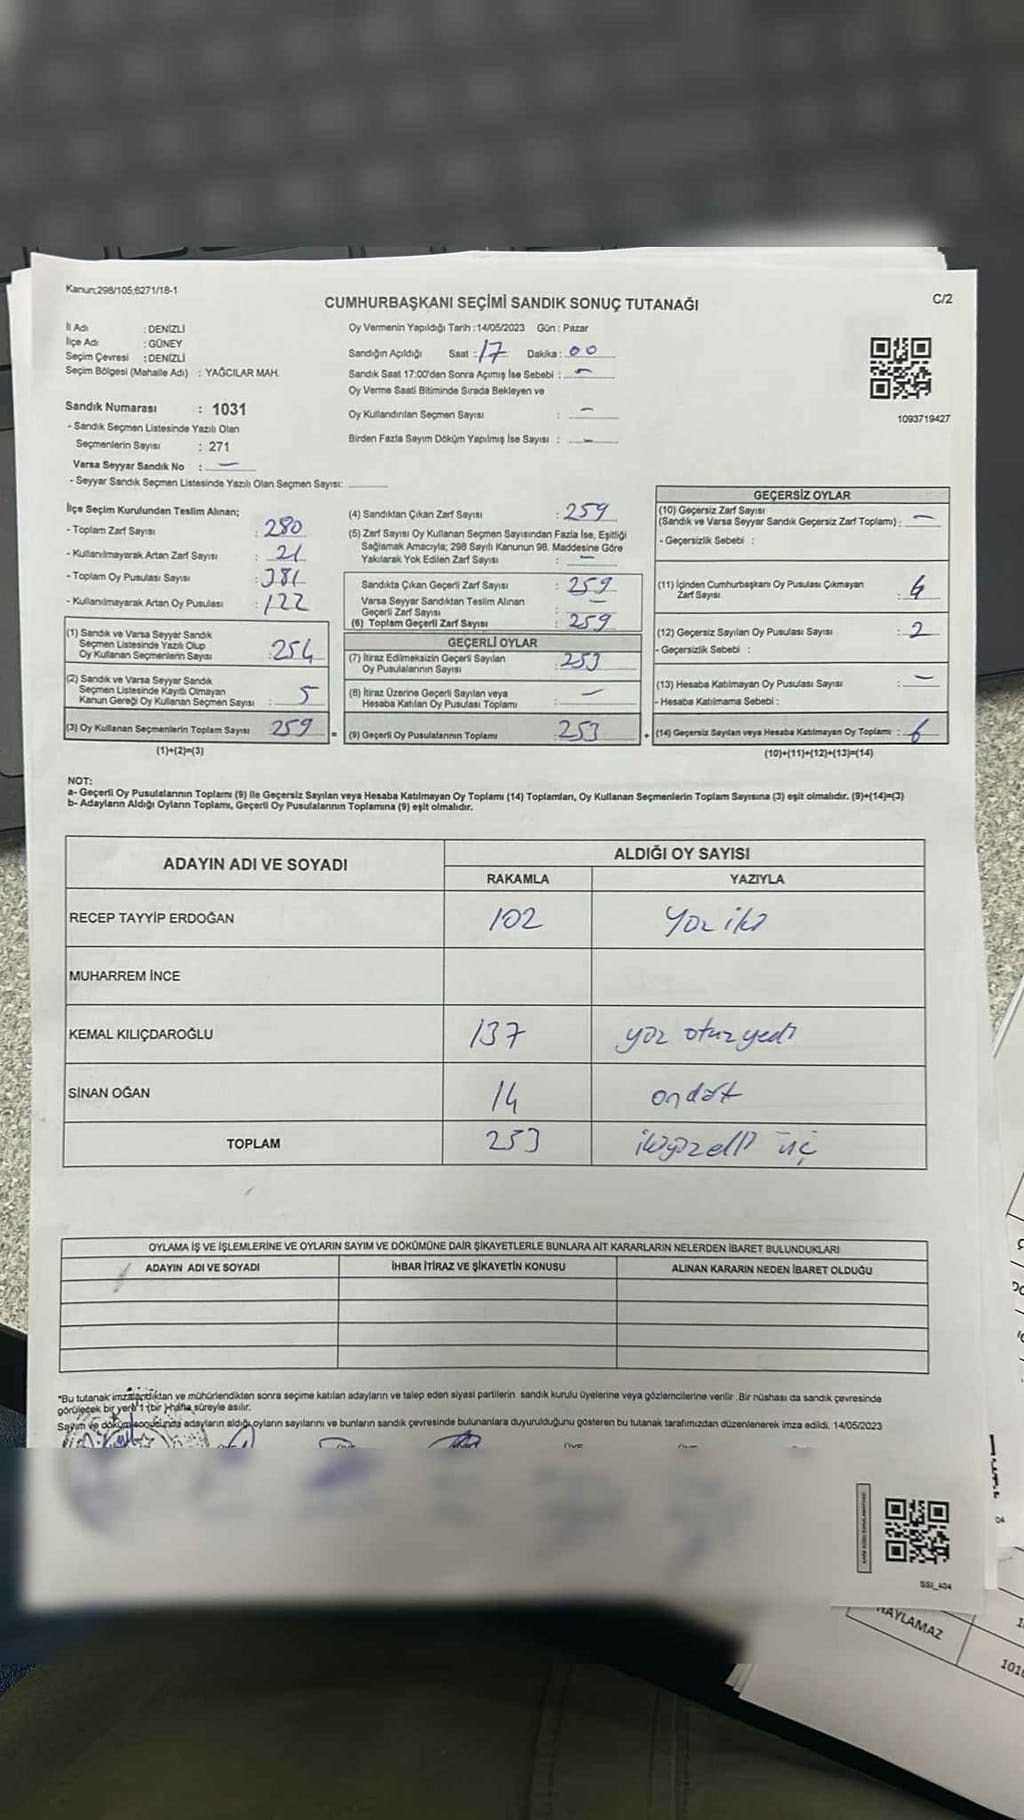 Kanun:298/105,6271/18-1
CUMHURBAŞKANI SEÇİMİ SANDIK SONUÇ TUTANAĞI
C/2
İl Adı : DENİZLİ
İlçe Adı : GÜNEY
Seçim Çevresi : DENİZLİ
Seçim Bölgesi (Mahalle Adı) : YAĞCILAR MAH.
Sandık Numarası : 1031
- Sandık Seçmen Listesinde Yazılı Olan
Seçmenlerin Sayısı : 271
Varsa Seyyar Sandık No : —
- Seyyar Sandık Seçmen Listesinde Yazılı Olan Seçmen Sayısı:
Oy Vermenin Yapıldığı Tarih :14/05/2023 Gün : Pazar
Sandığın Açıldığı Saat : 17 Dakika : 00
Sandık Saat 17:00'den Sonra Açımış İse Sebebi : —
Oy Verme Saati Bitiminde Sırada Bekleyen ve
Oy Kullandırılan Seçmen Sayısı : —
Birden Fazla Sayım Döküm Yapılmış İse Sayısı : —
1093719427
İlçe Seçim Kurulundan Teslim Alınan;
- Toplam Zarf Sayısı : 280
- Kullanılmayarak Artan Zarf Sayısı : 21
- Toplam Oy Pusulası Sayısı : 381
- Kullanılmayarak Artan Oy Pusulası : 122
(1) Sandık ve Varsa Seyyar Sandık
Seçmen Listesinde Yazılı Olup
Oy Kullanan Seçmenlerin Sayısı : 254
(2) Sandık ve Varsa Seyyar Sandık
Seçmen Listesinde Kayıtlı Olmayan
Kanun Gereği Oy Kullanan Seçmen Sayısı : 5
(3) Oy Kullanan Seçmenlerin Toplam Sayısı 259
(1)+(2)=(3)
(4) Sandıktan Çıkan Zarf Sayısı : 259
(5) Zarf Sayısı Oy Kullanan Seçmen Sayısından Fazla İse, Eşitliği
Sağlamak Amacıyla; 298 Sayılı Kanunun 98. Maddesine Göre
Yakılarak Yok Edilen Zarf Sayısı : —
Sandıkta Çıkan Geçerli Zarf Sayısı : 259
Varsa Seyyar Sandıktan Teslim Alınan
Geçerli Zarf Sayısı : —
(6) Toplam Geçerli Zarf Sayısı : 259
GEÇERLİ OYLAR
(7) İtiraz Edilmeksizin Geçerli Sayılan
Oy Pusulalarının Sayısı : 253
(8) İtiraz Üzerine Geçerli Sayılan veya
Hesaba Katılan Oy Pusulası Toplamı : —
= (9) Geçerli Oy Pusulalarının Toplamı : 253
GEÇERSİZ OYLAR
(10) Geçersiz Zarf Sayısı
(Sandık ve Varsa Seyyar Sandık Geçersiz Zarf Toplamı) : —
- Geçersizlik Sebebi :
(11) İçinden Cumhurbaşkanı Oy Pusulası Çıkmayan
Zarf Sayısı : 4
(12) Geçersiz Sayılan Oy Pusulası Sayısı : 2
- Geçersizlik Sebebi :
(13) Hesaba Katılmayan Oy Pusulası Sayısı : —
- Hesaba Katılmama Sebebi :
+ (14) Geçersiz Sayılan veya Hesaba Katılmayan Oy Toplamı : 6
(10)+(11)+(12)+(13)=(14)
NOT:
a- Geçerli Oy Pusulalarının Toplamı (9) ile Geçersiz Sayılan veya Hesaba Katılmayan Oy Toplamı (14) Toplamları, Oy Kullanan Seçmenlerin Toplam Sayısına (3) eşit olmalıdır. (9)+(14)=(3)
b- Adayların Aldığı Oyların Toplamı, Geçerli Oy Pusulalarının Toplamına (9) eşit olmalıdır.
ADAYIN ADI VE SOYADI ALDIĞI OY SAYISI
RAKAMLA YAZIYLA
RECEP TAYYİP ERDOĞAN 102 Yüz iki
MUHARREM İNCE
KEMAL KILIÇDAROĞLU 137 yüz otuz yedi
SİNAN OĞAN 14 ondört
TOPLAM 253 ikiyüzelli üç
OYLAMA İŞ VE İŞLEMLERİNE VE OYLARIN SAYIM VE DÖKÜMÜNE DAİR ŞİKAYETLERLE BUNLARA AİT KARARLARIN NELERDEN İBARET BULUNDUKLARI
ADAYIN ADI VE SOYADI İHBAR İTİRAZ VE ŞİKAYETİN KONUSU ALINAN KARARIN NEDEN İBARET OLDUĞU
*Bu tutanak imzalandıktan ve mühürlendikten sonra seçime katılan adayların ve talep eden siyasi partilerin sandık kurulu üyelerine veya gözlemcilerine verilir .Bir nüshası da sandık çevresinde
görülecek bir yere 1 (bir ) hafta süreyle asılır.
Sayım ve döküm sonucunda adayların aldığı oyların sayılarını ve bunların sandık çevresinde bulunanlara duyurulduğunu gösteren bu tutanak tarafımızdan düzenlenerek imza edildi. 14/05/2023
SSI_404